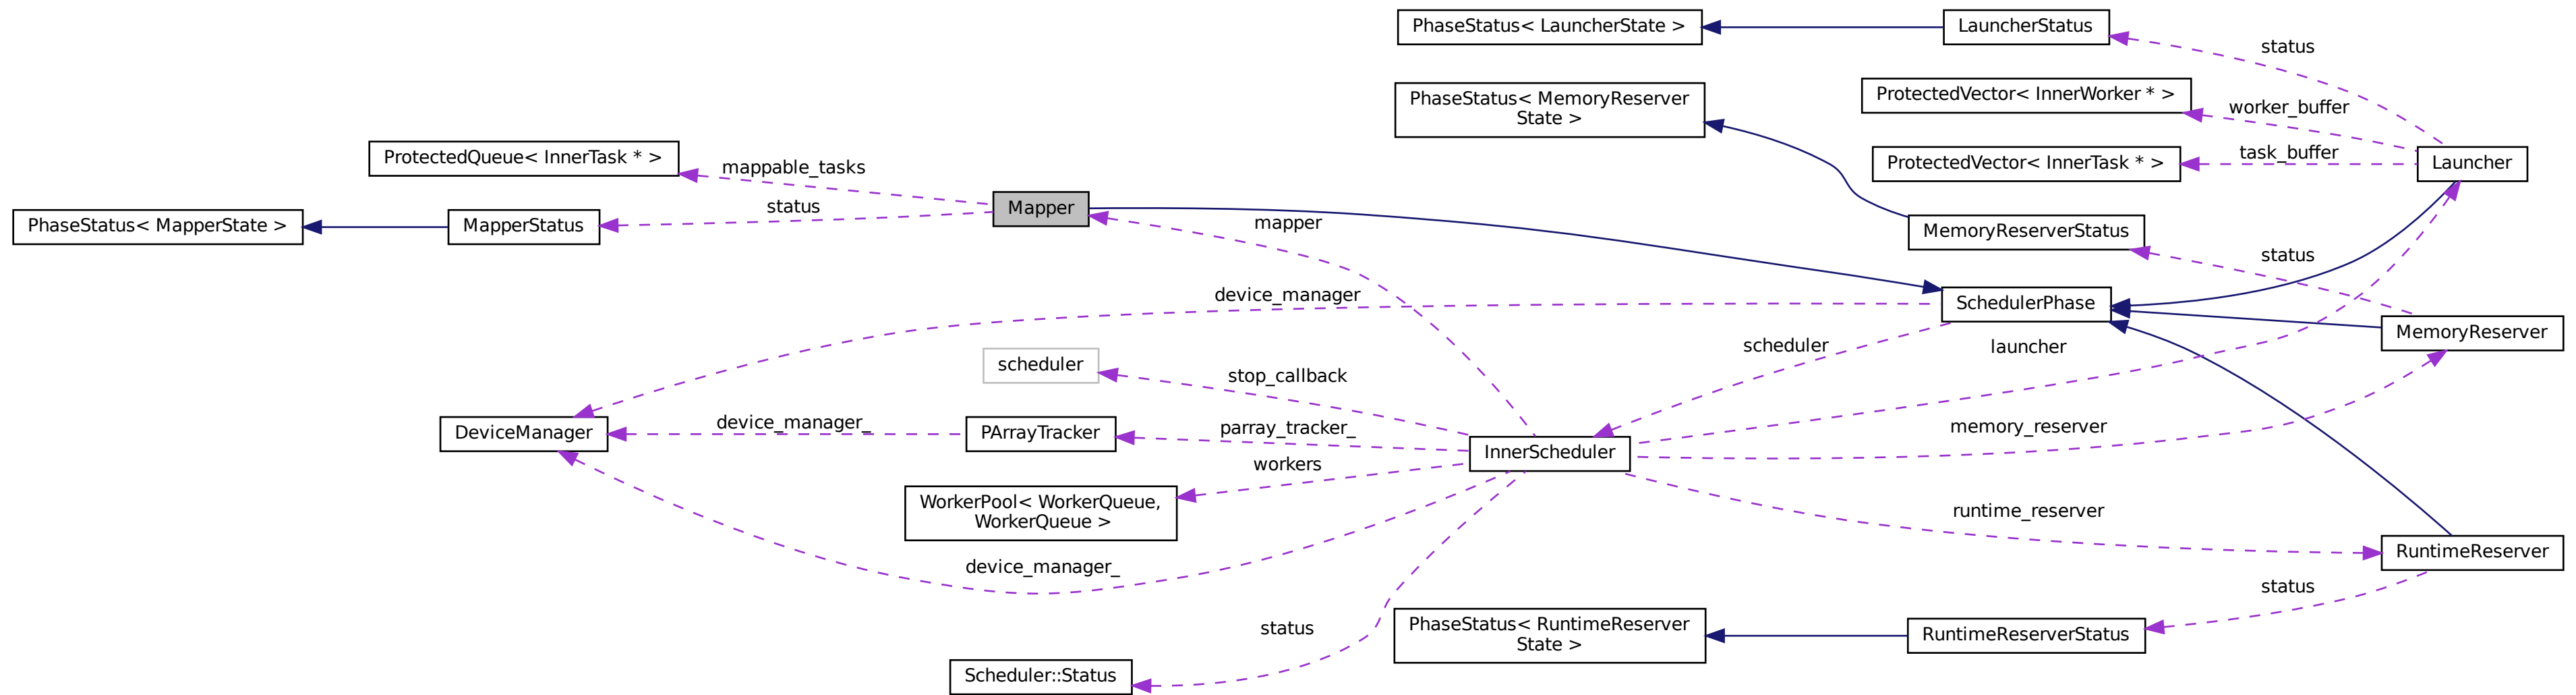 PhaseStatus< LauncherState >
LauncherStatus
status
PhaseStatus< MemoryReserver
State >
ProtectedVector< InnerWorker * >
worker_buffer
ProtectedQueue< InnerTask * >
mappable_tasks
ProtectedVector< InnerTask * >
task_buffer
Launcher
PhaseStatus< MapperState >
MapperStatus
status
Mapper
mapper
MemoryReserverStatus
status
device_manager
SchedulerPhase
MemoryReserver
scheduler
stop_callback
scheduler
launcher
DeviceManager
device_manager_
PArrayTracker
parray_tracker_
InnerScheduler
memory_reserver
workers
WorkerPool< WorkerQueue,
WorkerQueue >
runtime_reserver
device_manager_
RuntimeReserver
status
status
PhaseStatus< RuntimeReserver
State >
RuntimeReserverStatus
Scheduler::Status